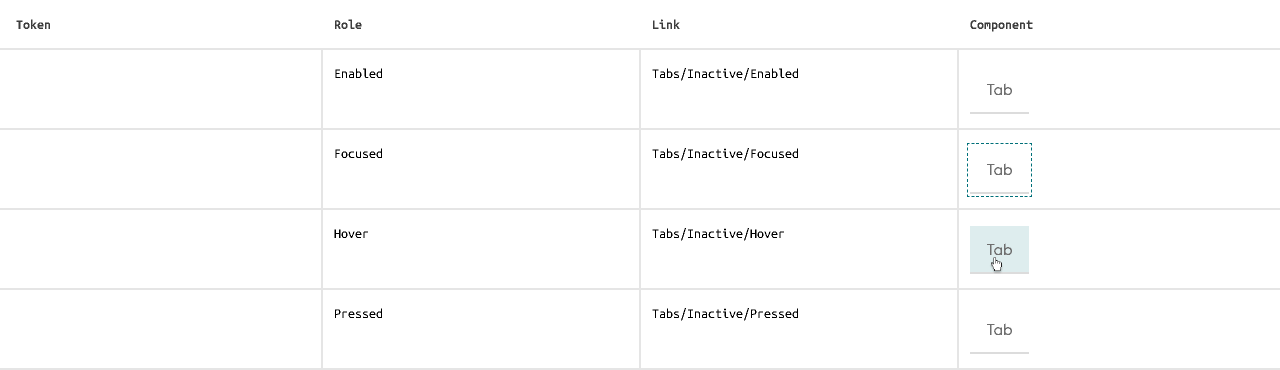 Token Role Link Component
Enabled Tabs/Inactive/Enabled Tab
Focused Tabs/Inactive/Focused Tab
Hover Tabs/Inactive/Hover Tab
Pressed Tabs/Inactive/Pressed Tab